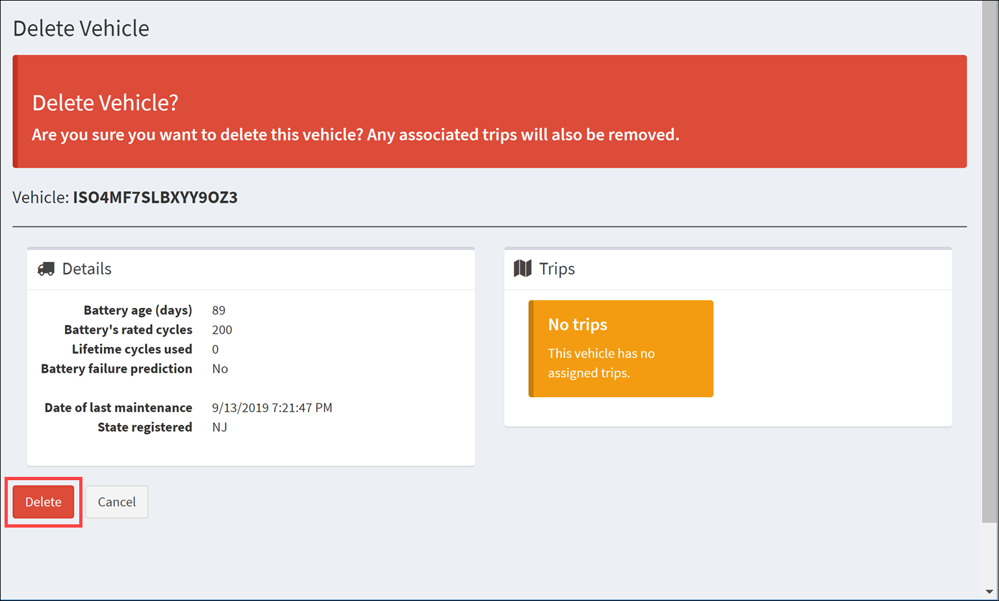 Delete Vehicle
Delete Vehicle?
Are you sure you want to delete this vehicle? Any associated trips will also be removed.
Vehicle: ISO4MF7SLBXYY9OZ3
Details
Battery age (days) 89
Battery's rated cycles 200
Lifetime cycles used 0
Battery failure prediction No
Date of last maintenance 9/13/2019 7:21:47 PM
State registered NJ
Trips
No trips
This vehicle has no
assigned trips.
Delete
Cancel